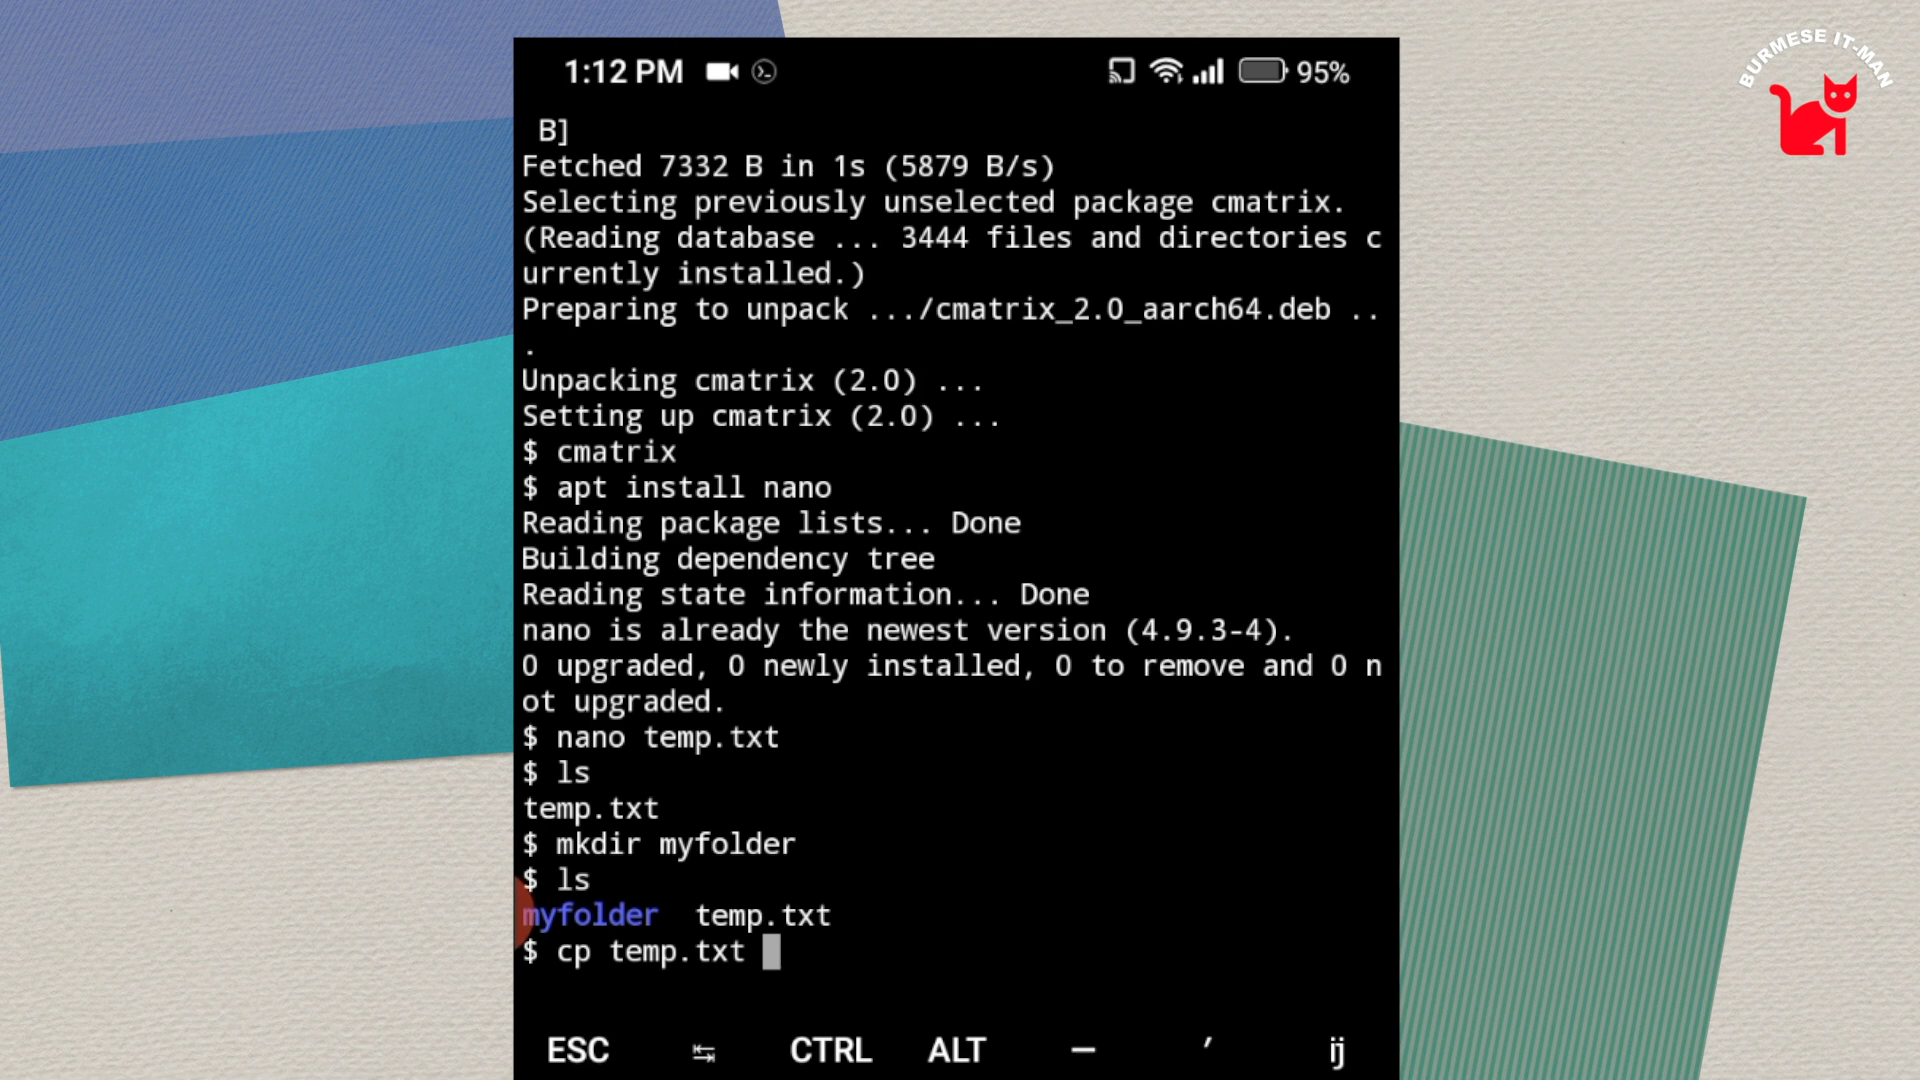 BURMESE IT-MAN
1:12 PM 95%
B]
Fetched 7332 B in 1s (5879 B/s)
Selecting previously unselected package cmatrix.
(Reading database ... 3444 files and directories c
urrently installed.)
Preparing to unpack .../cmatrix_2.0_aarch64.deb ..
.
Unpacking cmatrix (2.0) ...
Setting up cmatrix (2.0) ...
$ cmatrix
$ apt install nano
Reading package lists... Done
Building dependency tree
Reading state information... Done
nano is already the newest version (4.9.3-4).
0 upgraded, 0 newly installed, 0 to remove and 0 n
ot upgraded.
$ nano temp.txt
$ ls
temp.txt
$ mkdir myfolder
$ ls
myfolder  temp.txt
$ cp temp.txt
ESC ↹ CTRL ALT — ′ ij